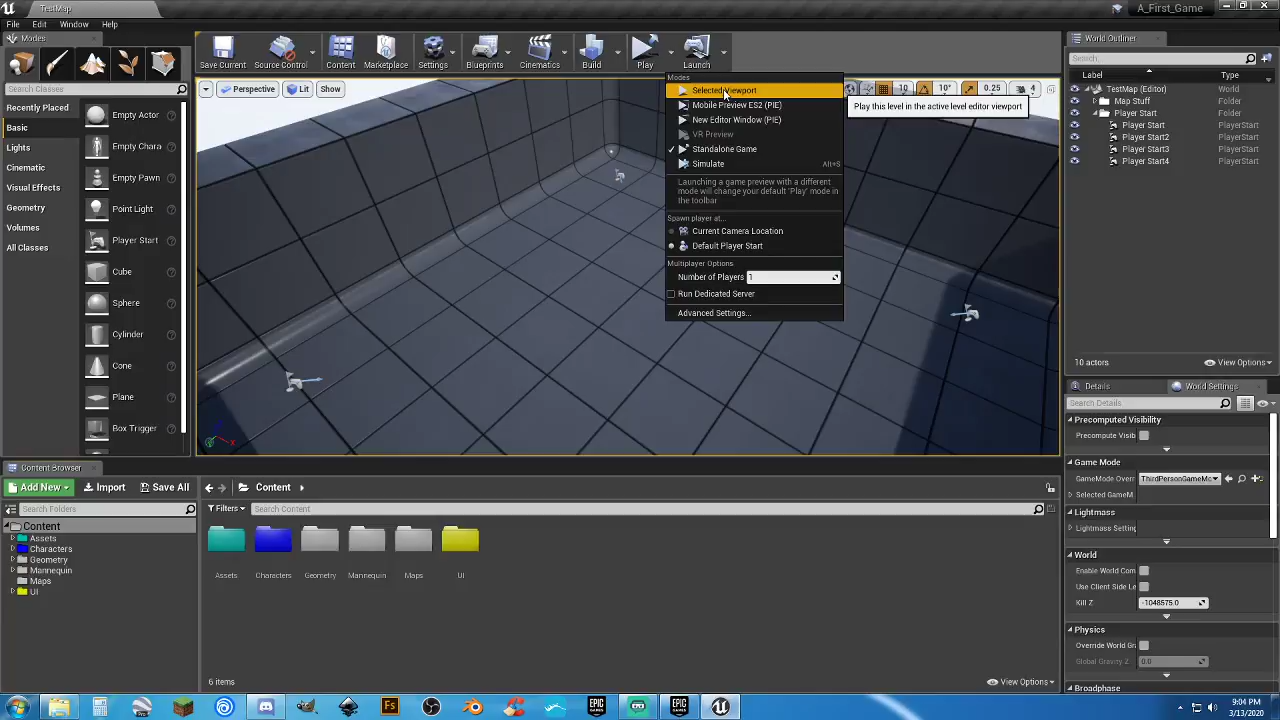 TestMap
A_First_Game
File Edit Window Help
Modes
Search Classes
Recently Placed
Basic
Lights
Cinematic
Visual Effects
Geometry
Volumes
All Classes
Empty Actor
Empty Chara
Empty Pawn
Point Light
Player Start
Cube
Sphere
Cylinder
Cone
Plane
Box Trigger
Save Current Source Control Content Marketplace Settings Blueprints Cinematics Build Play Launch
Perspective Lit Show
10 10° 0.25 4
Modes
Selected Viewport
Mobile Preview ES2 (PIE)
New Editor Window (PIE)
VR Preview
Standalone Game
Simulate Alt+S
Launching a game preview with a different
mode will change your default 'Play' mode in
the toolbar
Spawn player at...
Current Camera Location
Default Player Start
Multiplayer Options
Number of Players 1
Run Dedicated Server
Advanced Settings...
Play this level in the active level editor viewport
World Outliner
Search...
Label Type
TestMap (Editor) World
Map Stuff Folder
Player Start Folder
Player Start PlayerStart
Player Start2 PlayerStart
Player Start3 PlayerStart
Player Start4 PlayerStart
10 actors View Options
Details World Settings
Search Details
Precomputed Visibility
Precompute Visib
Game Mode
GameMode Overr ThirdPersonGameMc
Selected GameM
Lightmass
Lightmass Setting
World
Enable World Com
Use Client Side Le
Kill Z -1048575.0
Physics
Override World Gra
Global Gravity Z 0.0
Broadphase
Content Browser
Add New Import Save All Content
Search Folders
Filters Search Content
Content
Assets
Characters
Geometry
Mannequin
Maps
UI
Assets Characters Geometry Mannequin Maps UI
6 items View Options
Fs
EPIC GAMES
EPIC GAMES
9:04 PM
3/13/2020